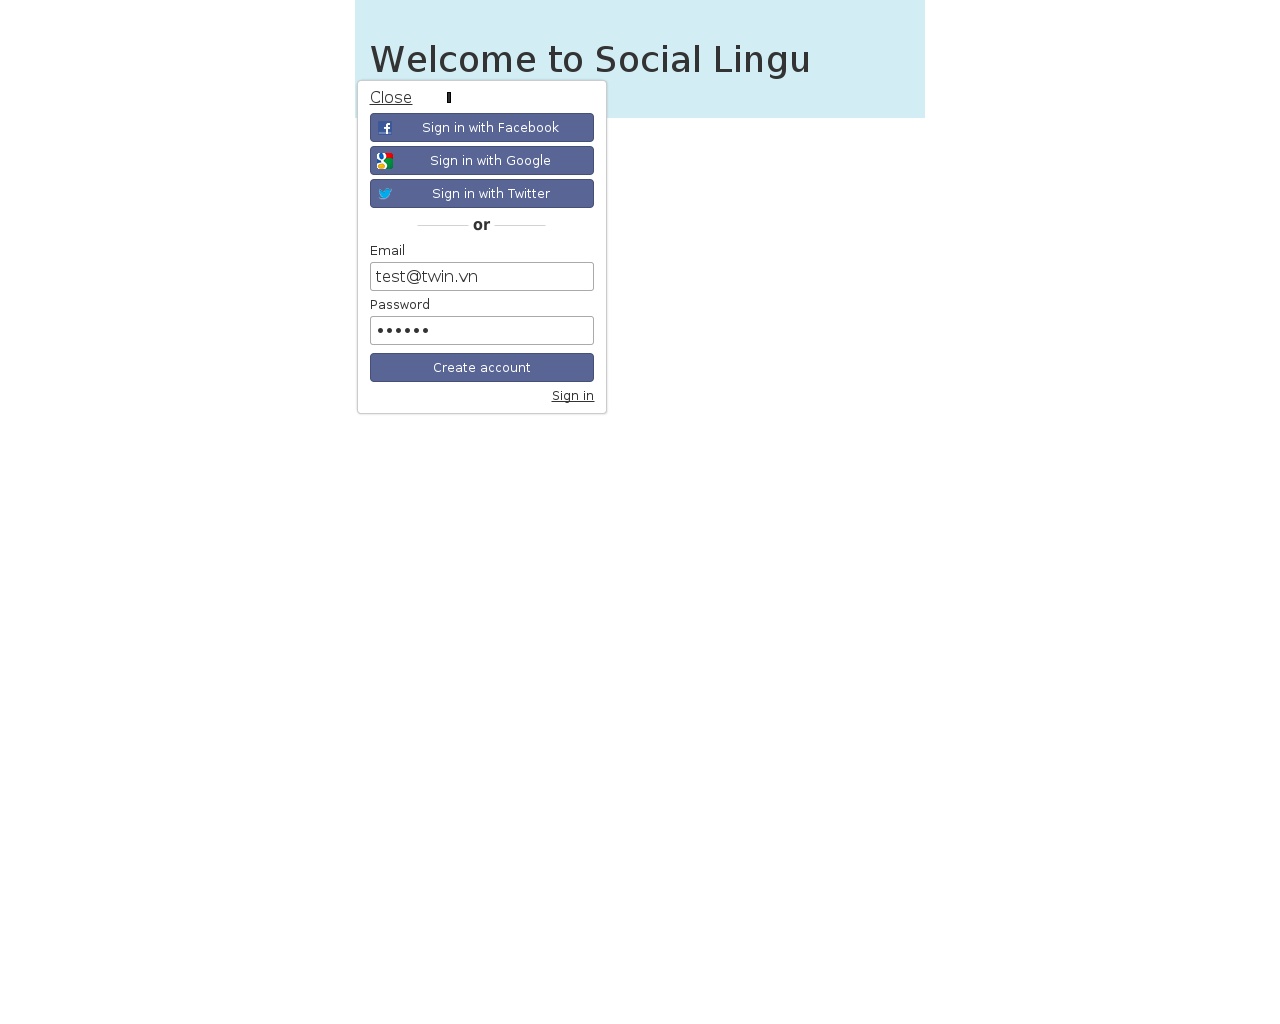 Welcome to Social Lingu
Close
Sign in with Facebook
Sign in with Google
Sign in with Twitter
or
Email
test@twin.vn
Password
••••••
Create account
Sign in